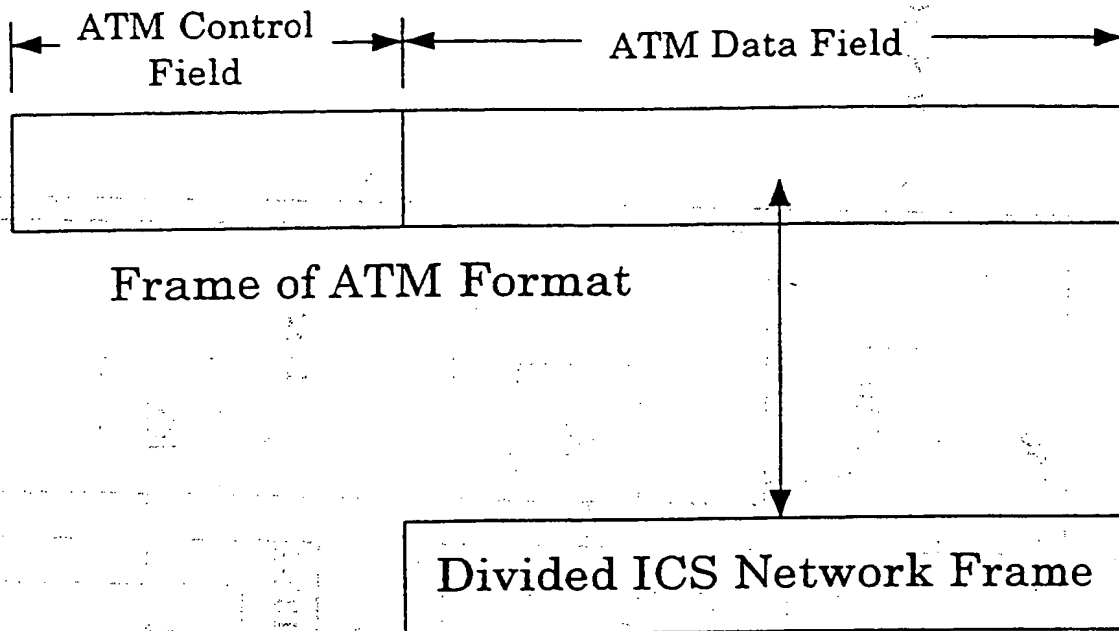 ATM Control
Field
ATM Data Field
Frame of ATM Format
Divided ICS Network Frame